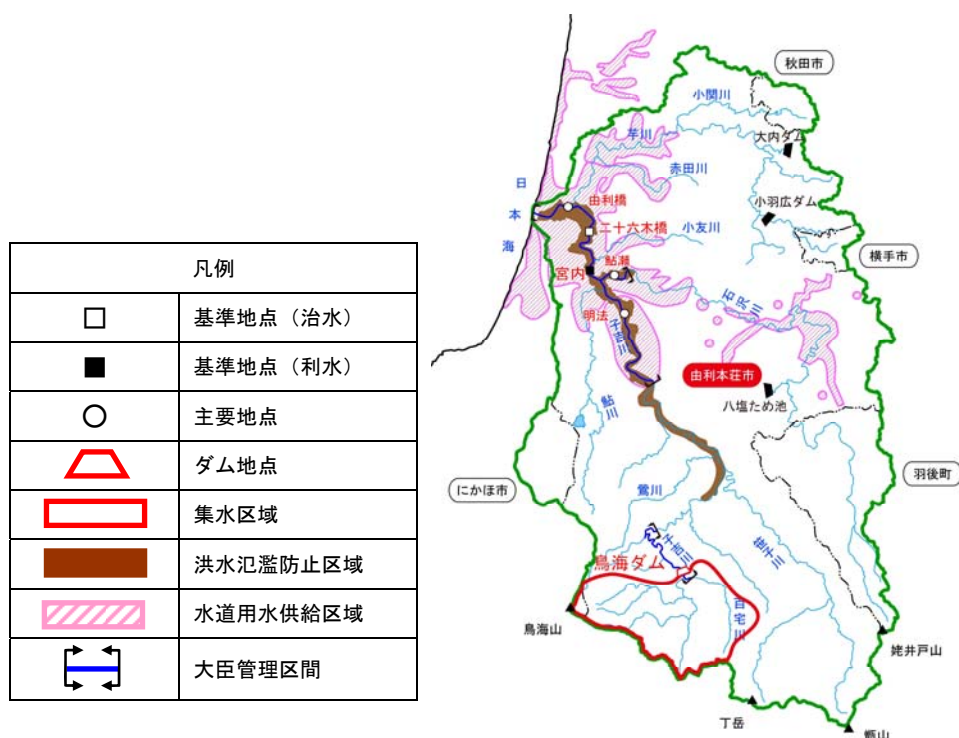 凡例
基準地点（治水）
基準地点（利水）
主要地点
ダム地点
集水区域
洪水氾濫防止区域
水道用水供給区域
大臣管理区間
秋田市
小関川
大内ダム
芋川
赤田川
日本海
由利橋
小羽広ダム
二十六木橋
小友川
横手市
鮎瀬
宮内
石沢川
明法
子吉川
由利本荘市
八塩ため池
鮎川
羽後町
にかほ市
鶯川
子吉川
笹子川
鳥海ダム
百宅川
鳥海山
姥井戸山
丁岳
甑山